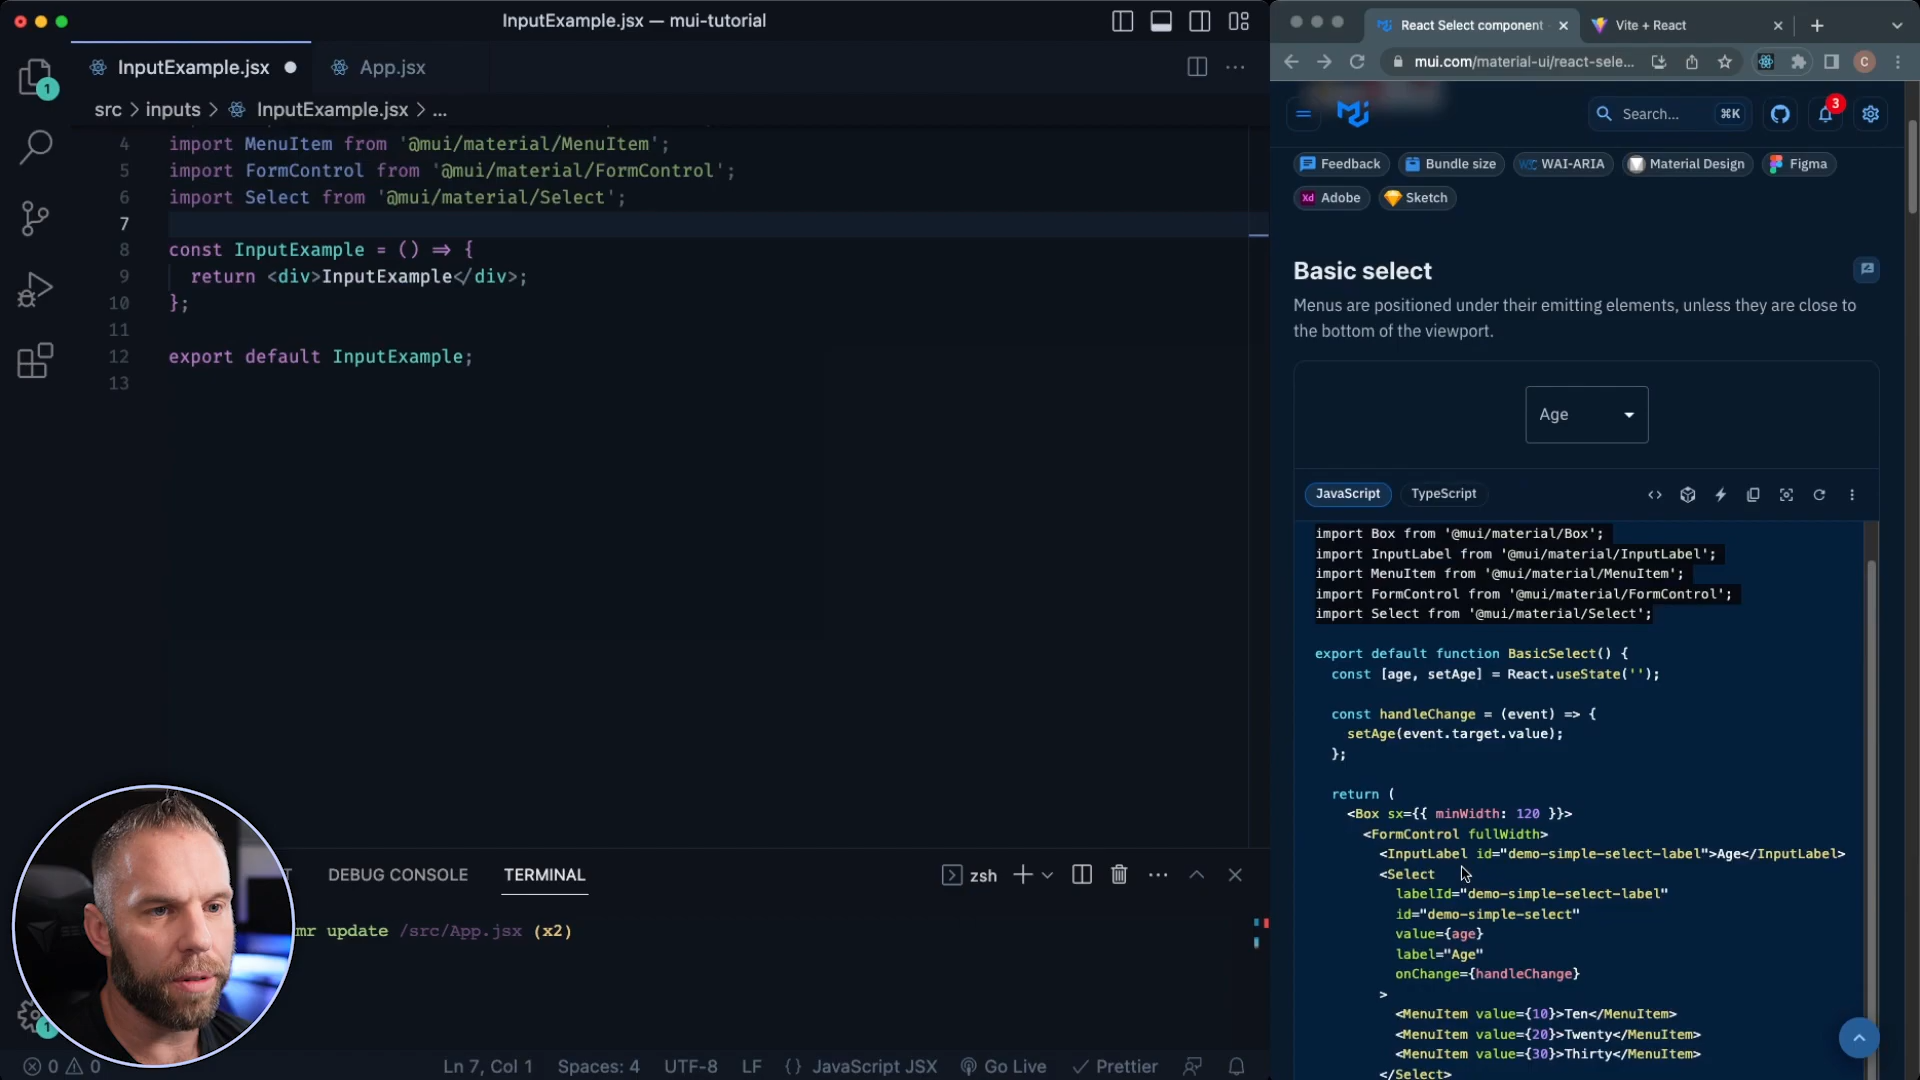 InputExample.jsx — mui-tutorial
InputExample.jsx
App.jsx
src > inputs > InputExample.jsx > ...
4 import MenuItem from '@mui/material/MenuItem';
5 import FormControl from '@mui/material/FormControl';
6 import Select from '@mui/material/Select';
7
8 const InputExample = () => {
9 return <div>InputExample</div>;
10 };
11
12 export default InputExample;
13
1
DEBUG CONSOLE
TERMINAL
zsh
mr update /src/App.jsx (x2)
1
0 0
Ln 7, Col 1
Spaces: 4
UTF-8
LF
{ } JavaScript JSX
Go Live
Prettier
React Select component
Vite + React
mui.com/material-ui/react-sele...
C
Search...
⌘K
3
Feedback
Bundle size
WAI-ARIA
Material Design
Figma
Xd Adobe
Sketch
Basic select
Menus are positioned under their emitting elements, unless they are close to
the bottom of the viewport.
Age
JavaScript
TypeScript
import Box from '@mui/material/Box';
import InputLabel from '@mui/material/InputLabel';
import MenuItem from '@mui/material/MenuItem';
import FormControl from '@mui/material/FormControl';
import Select from '@mui/material/Select';
export default function BasicSelect() {
const [age, setAge] = React.useState('');
const handleChange = (event) => {
setAge(event.target.value);
};
return (
<Box sx={{ minWidth: 120 }}>
<FormControl fullWidth>
<InputLabel id="demo-simple-select-label">Age</InputLabel>
<Select
labelId="demo-simple-select-label"
id="demo-simple-select"
value={age}
label="Age"
onChange={handleChange}
>
<MenuItem value={10}>Ten</MenuItem>
<MenuItem value={20}>Twenty</MenuItem>
<MenuItem value={30}>Thirty</MenuItem>
</Select>